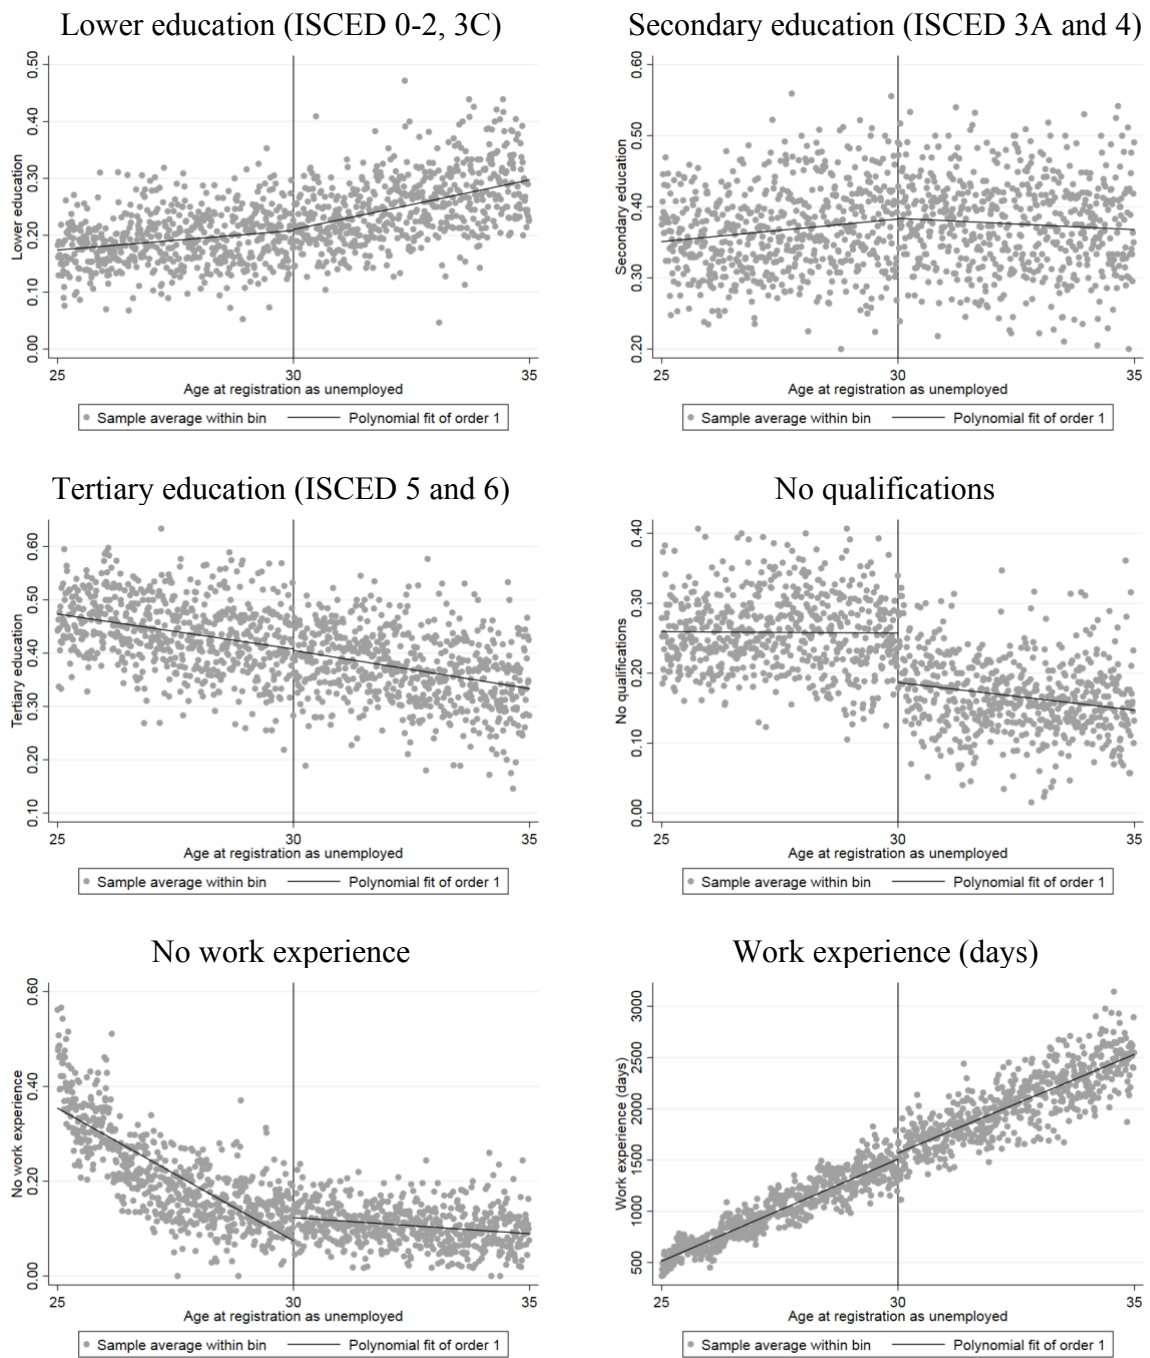 Lower education (ISCED 0-2, 3C)
Lower education
0.50
0.40
0.30
0.20
0.10
0.00
25 30 35
Age at registration as unemployed
Sample average within bin Polynomial fit of order 1
Secondary education (ISCED 3A and 4)
Secondary education
0.60
0.50
0.40
0.30
0.20
25 30 35
Age at registration as unemployed
Sample average within bin Polynomial fit of order 1
Tertiary education (ISCED 5 and 6)
Tertiary education
0.60
0.50
0.40
0.30
0.20
0.10
25 30 35
Age at registration as unemployed
Sample average within bin Polynomial fit of order 1
No qualifications
No qualifications
0.40
0.30
0.20
0.10
0.00
25 30 35
Age at registration as unemployed
Sample average within bin Polynomial fit of order 1
No work experience
No work experience
0.60
0.40
0.20
0.00
25 30 35
Age at registration as unemployed
Sample average within bin Polynomial fit of order 1
Work experience (days)
Work experience (days)
3000
2500
2000
1500
1000
500
25 30 35
Age at registration as unemployed
Sample average within bin Polynomial fit of order 1